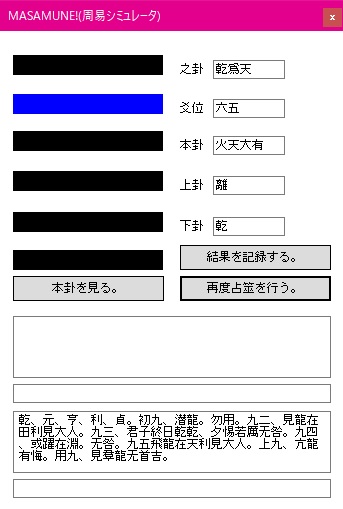 MASAMUNE!(周易シミュレータ)
x
之卦 乾爲天
爻位 六五
本卦 火天大有
上卦 離
下卦 乾
結果を記録する。
本卦を見る。 再度占筮を行う。
乾、元、亨、利、貞。初九、潜龍。勿用。九二、見龍在
田利見大人。九三、君子終日乾乾、夕惕若厲无咎。九四
、或躍在淵。无咎。九五飛龍在天利見大人。上九、亢龍
有悔。用九、見羣龍无首吉。